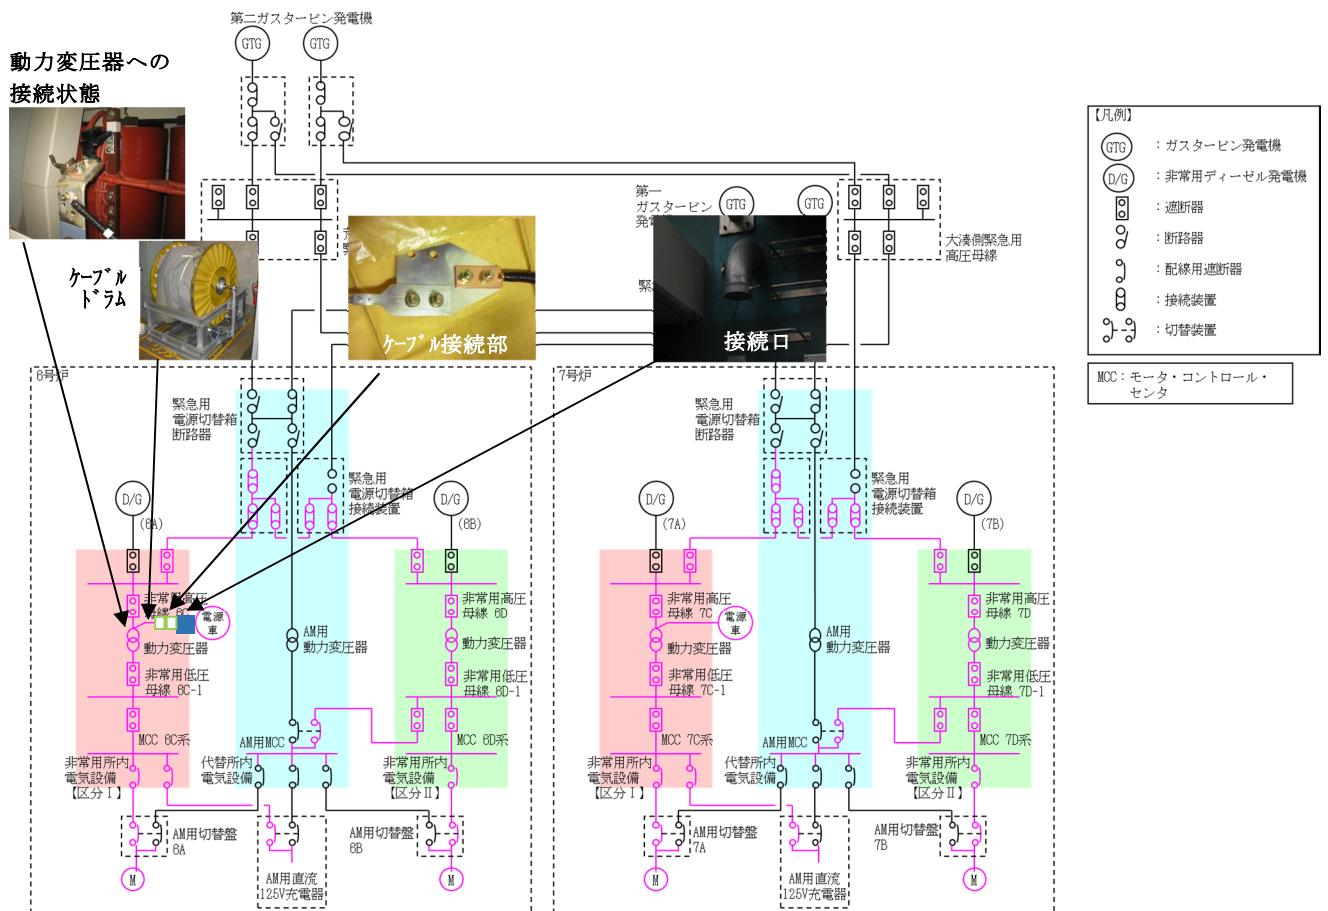 第二ガスタービン発電機
GTG
GTG
動力変圧器への
接続状態
ケーブル
ドラム
ケーブル接続部
接続口
第一
ガスタービン
発電
GTG
GTG
緊
大湊側緊急用
高圧母線
【凡例】
GTG
：ガスタービン発電機
D/G
：非常用ディーゼル発電機
：遮断器
：断路器
：配線用遮断器
：接続装置
：切替装置
MCC：モータ・コントロール・
センタ
6号炉
緊急用
電源切替箱
断路器
緊急用
電源切替箱
接続装置
D/G
(6A)
D/G
(6B)
非常用高圧
母線 6C
電源
車
動力変圧器
非常用低圧
母線 6C-1
MCC 6C系
非常用所内
電気設備
【区分Ⅰ】
AM用
動力変圧器
AM用MCC
代替所内
電気設備
非常用高圧
母線 6D
動力変圧器
非常用低圧
母線 6D-1
MCC 6D系
非常用所内
電気設備
【区分Ⅱ】
AM用切替盤
6A
AM用切替盤
6B
AM用直流
125V充電器
M
M
7号炉
緊急用
電源切替箱
断路器
緊急用
電源切替箱
接続装置
D/G
(7A)
D/G
(7B)
非常用高圧
母線 7C
電源
車
動力変圧器
非常用低圧
母線 7C-1
MCC 7C系
非常用所内
電気設備
【区分Ⅰ】
AM用
動力変圧器
AM用MCC
代替所内
電気設備
非常用高圧
母線 7D
動力変圧器
非常用低圧
母線 7D-1
MCC 7D系
非常用所内
電気設備
【区分Ⅱ】
AM用切替盤
7A
AM用切替盤
7B
AM用直流
125V充電器
M
M